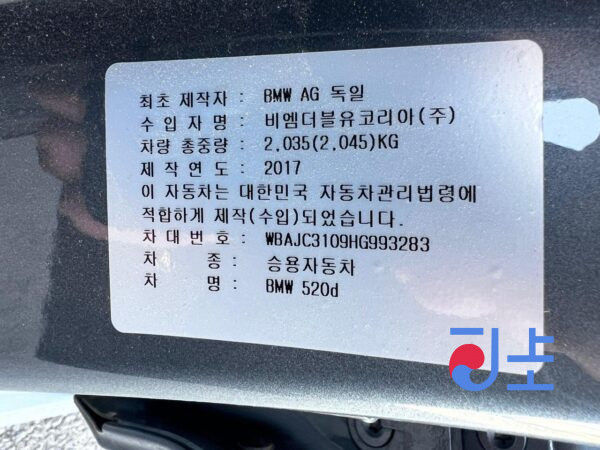 최초 제작자 : BMW AG 독일
수 입 자 명 : 비엠더블유코리아(주)
차량 총중량 : 2,035(2,045)KG
제 작 연 도 : 2017
이 자동차는 대한민국 자동차관리법령에
적합하게 제작(수입)되었습니다.
차 대 번 호 : WBAJC3109HG993283
차 종 : 승용자동차
차 명 : BMW 520d